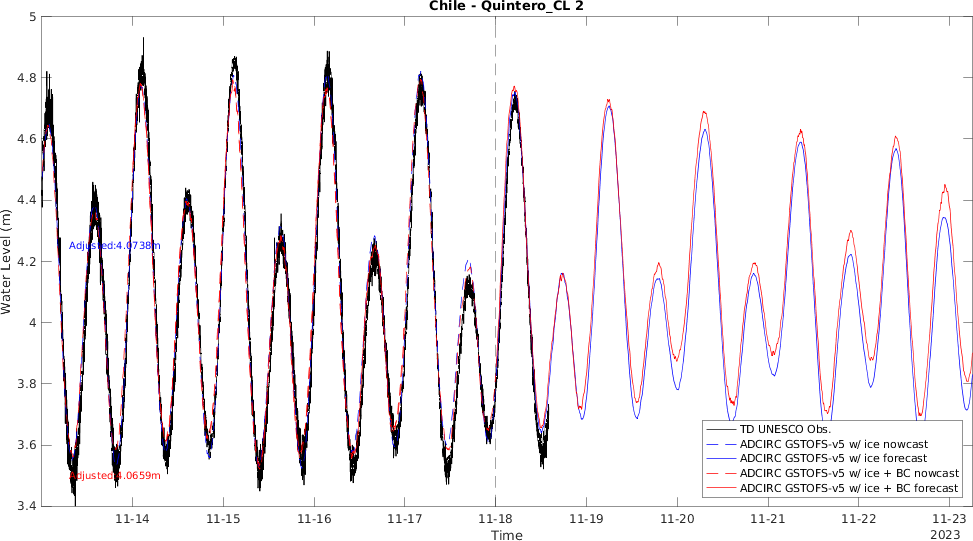 Chile - Quintero_CL 2
Water Level (m)
5
4.8
4.6
4.4
4.2
4
3.8
3.6
3.4
Adjusted:4.0738m
Adjusted:4.0659m
TD UNESCO Obs.
ADCIRC GSTOFS-v5 w/ ice nowcast
ADCIRC GSTOFS-v5 w/ ice forecast
ADCIRC GSTOFS-v5 w/ ice + BC nowcast
ADCIRC GSTOFS-v5 w/ ice + BC forecast
11-14 11-15 11-16 11-17 11-18 11-19 11-20 11-21 11-22 11-23
Time
2023